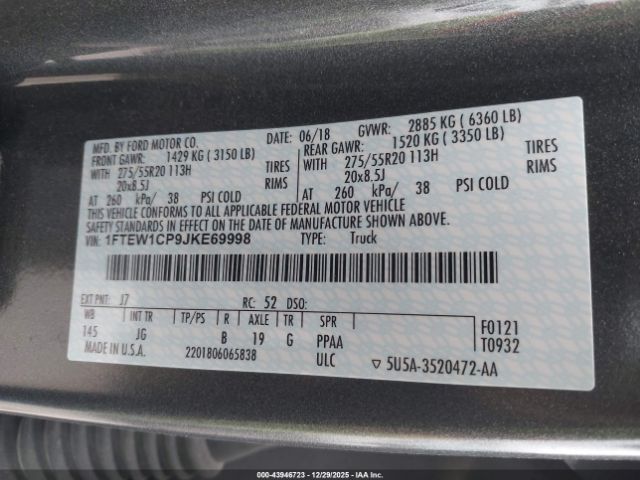 MFD. BY FORD MOTOR CO. DATE: 06/18 GVWR: 2885 KG ( 6360 LB)
FRONT GAWR: 1429 KG ( 3150 LB) REAR GAWR: 1520 KG ( 3350 LB)
WITH 275/55R20 113H TIRES WITH 275/55R20 113H TIRES
20x8.5J RIMS 20x8.5J RIMS
AT 260 kPa/ 38 PSI COLD AT 260 kPa/ 38 PSI COLD
THIS VEHICLE CONFORMS TO ALL APPLICABLE FEDERAL MOTOR VEHICLE
SAFETY STANDARDS IN EFFECT ON THE DATE OF MANUFACTURE SHOWN ABOVE.
VIN: 1FTEW1CP9JKE69998 TYPE: Truck
EXT PNT: J7 RC: 52 DSO:
WB INT TR TP/PS R AXLE TR SPR F0121
145 JG B 19 G PPAA T0932
MADE IN U.S.A. 2201806065838 ULC 5U5A-3520472-AA
000-43946723 - 12/29/2025 - IAAI.com